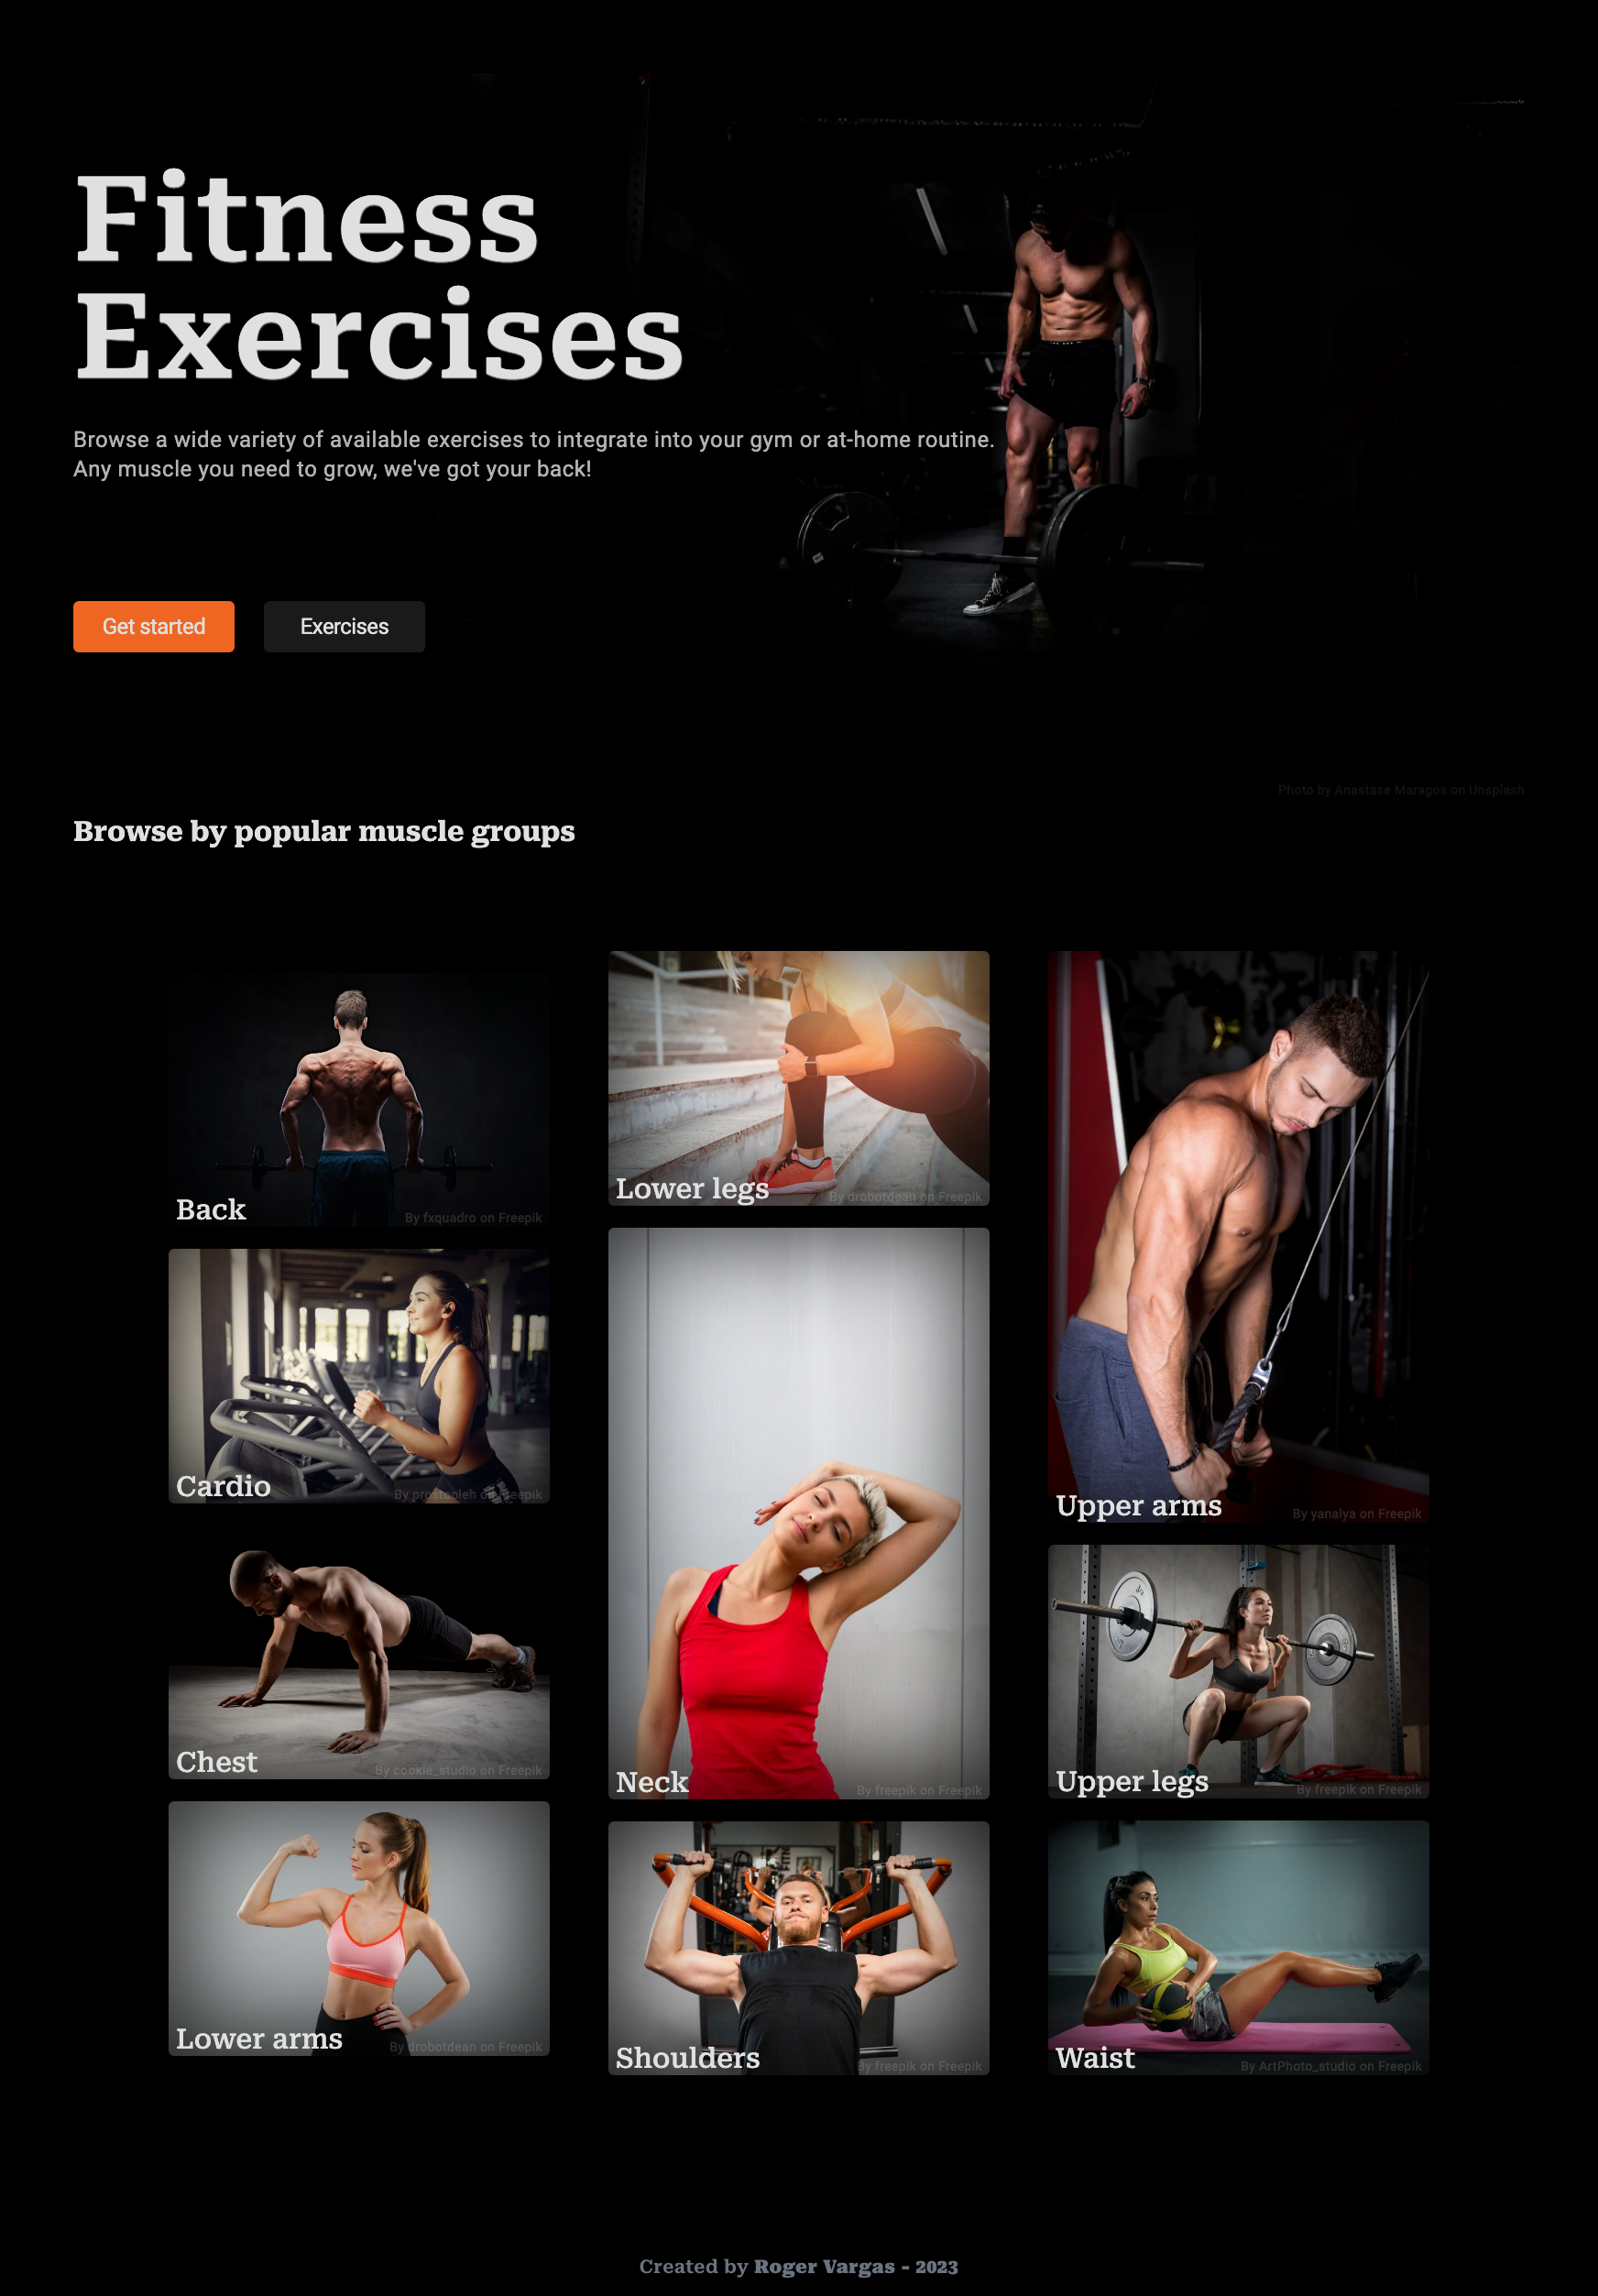 Fitness
Exercises
Browse a wide variety of available exercises to integrate into your gym or at-home routine.
Any muscle you need to grow, we've got your back!
Get started
Exercises
Photo by Anastase Maragos on Unsplash
Browse by popular muscle groups
Back
By fxquadro on Freepik
Cardio
By prostooleh on Freepik
Chest
By cookie_studio on Freepik
Lower arms
By drobotdean on Freepik
Lower legs
By drobotdean on Freepik
Neck
By freepik on Freepik
Shoulders
By freepik on Freepik
Upper arms
By yanalya on Freepik
Upper legs
By freepik on Freepik
Waist
By ArtPhoto_studio on Freepik
Created by Roger Vargas - 2023